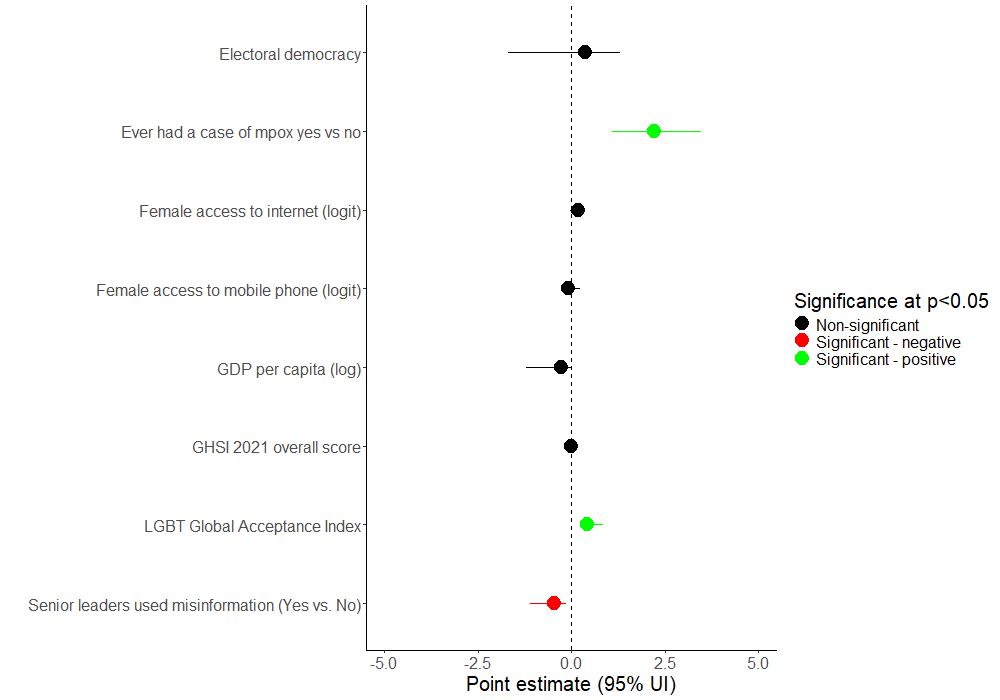 Electoral democracy
Ever had a case of mpox yes vs no
Female access to internet (logit)
Female access to mobile phone (logit)
GDP per capita (log)
GHSI 2021 overall score
LGBT Global Acceptance Index
Senior leaders used misinformation (Yes vs. No)
-5.0 -2.5 0.0 2.5 5.0
Point estimate (95% UI)
Significance at p<0.05
Non-significant
Significant - negative
Significant - positive